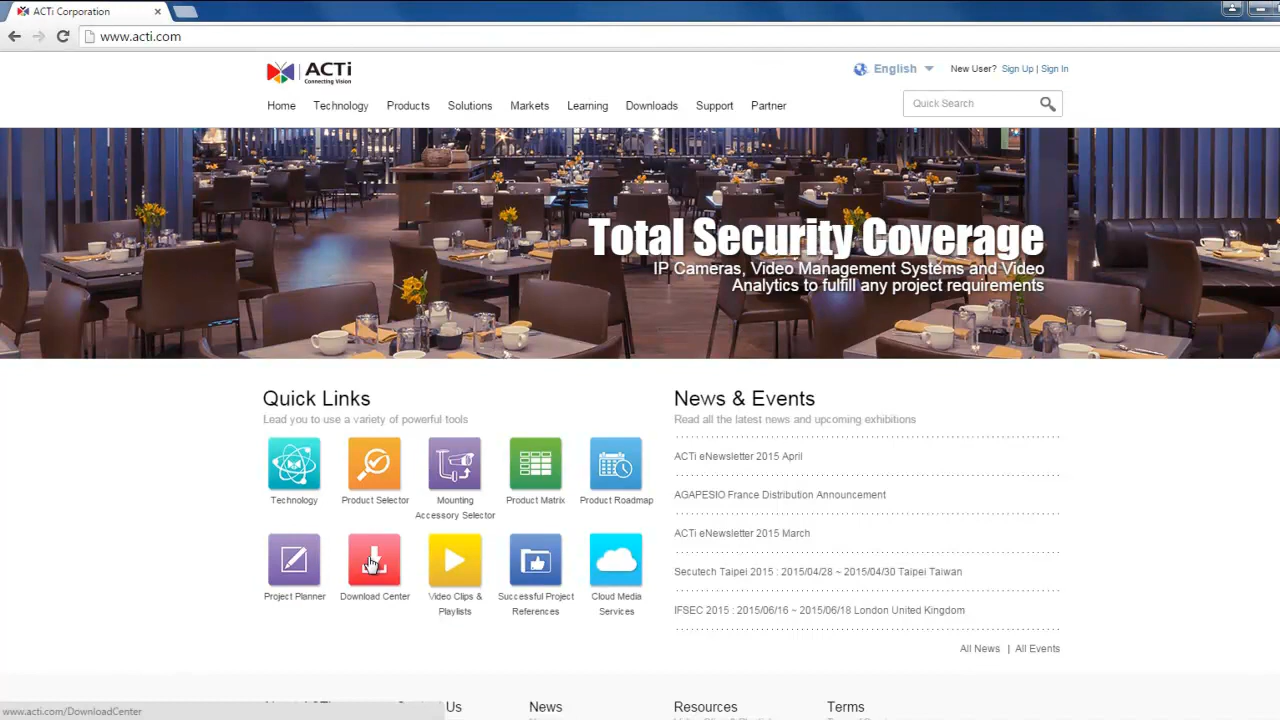 ACTi Corporation
www.acti.com
ACTi
Connecting Vision
English
New User? Sign Up | Sign In
Home Technology Products Solutions Markets Learning Downloads Support Partner
Quick Search
Total Security Coverage
IP Cameras, Video Management Systems and Video
Analytics to fulfill any project requirements
Quick Links
Lead you to use a variety of powerful tools
Technology
Product Selector
Mounting
Accessory Selector
Product Matrix
Product Roadmap
Project Planner
Download Center
Video Clips &
Playlists
Successful Project
References
Cloud Media
Services
News & Events
Read all the latest news and upcoming exhibitions
ACTi eNewsletter 2015 April
AGAPESIO France Distribution Announcement
ACTi eNewsletter 2015 March
Secutech Taipei 2015 : 2015/04/28 ~ 2015/04/30 Taipei Taiwan
IFSEC 2015 : 2015/06/16 ~ 2015/06/18 London United Kingdom
All News | All Events
Us
News
Resources
Terms
www.acti.com/DownloadCenter